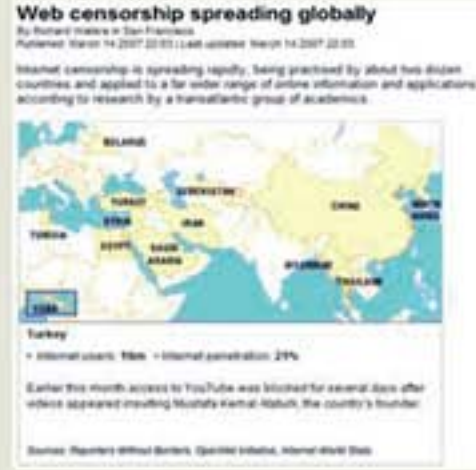 Web censorship spreading globally
By Richard Waters in San Francisco
Published: March 14 2007 22:03 | Last updated: March 14 2007 22:03
Internet censorship is spreading rapidly, being practised by about two dozen
countries and applied to a far wider range of online information and applications,
according to research by a transatlantic group of academics.
BELARUS
UZBEKISTAN
TURKEY
CHINA
NORTH
KOREA
SYRIA
IRAN
TUNISIA
EGYPT
SAUDI
ARABIA
MYANMAR
THAILAND
CUBA
Turkey
• Internet users: 16m • Internet penetration: 21%
Earlier this month access to YouTube was blocked for several days after
videos appeared insulting Mustafa Kemal Ataturk, the country's founder.
Sources: Reporters Without Borders, OpenNet Initiative, Internet World Stats